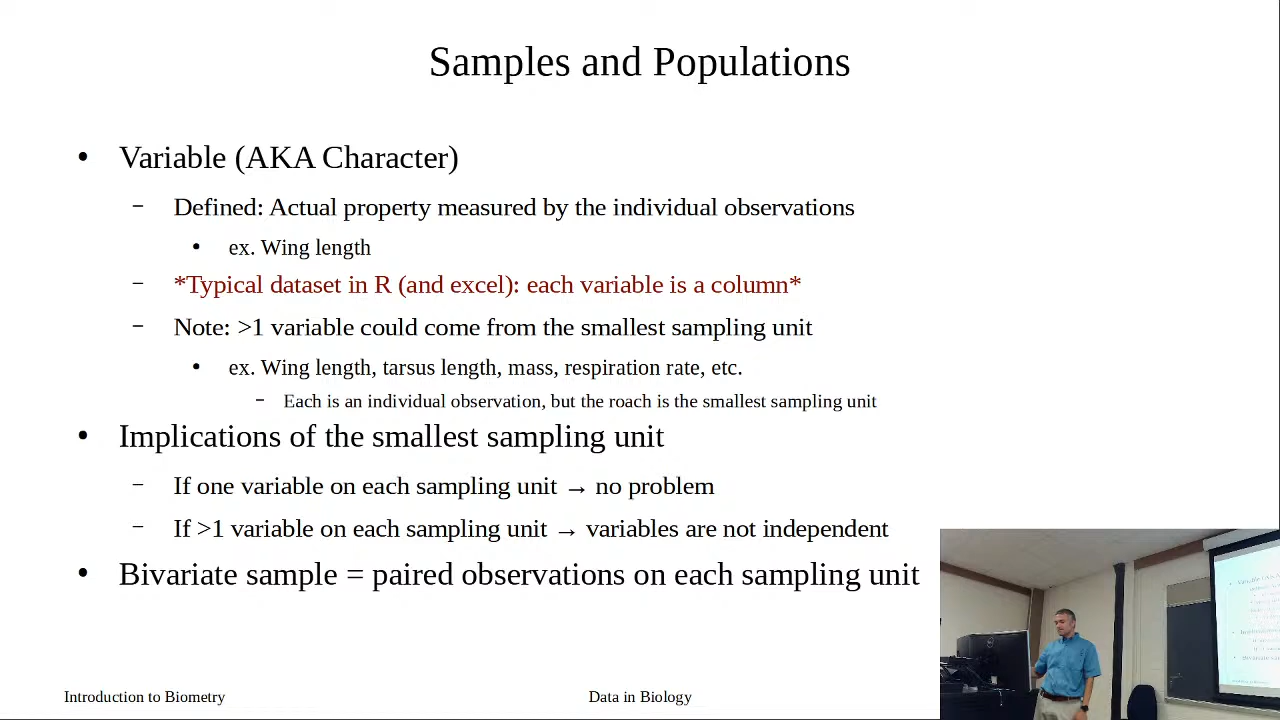 Samples and Populations
• Variable (AKA Character)
– Defined: Actual property measured by the individual observations
• ex. Wing length
– *Typical dataset in R (and excel): each variable is a column*
– Note: >1 variable could come from the smallest sampling unit
• ex. Wing length, tarsus length, mass, respiration rate, etc.
– Each is an individual observation, but the roach is the smallest sampling unit
• Implications of the smallest sampling unit
– If one variable on each sampling unit → no problem
– If >1 variable on each sampling unit → variables are not independent
• Bivariate sample = paired observations on each sampling unit
Introduction to Biometry
Data in Biology